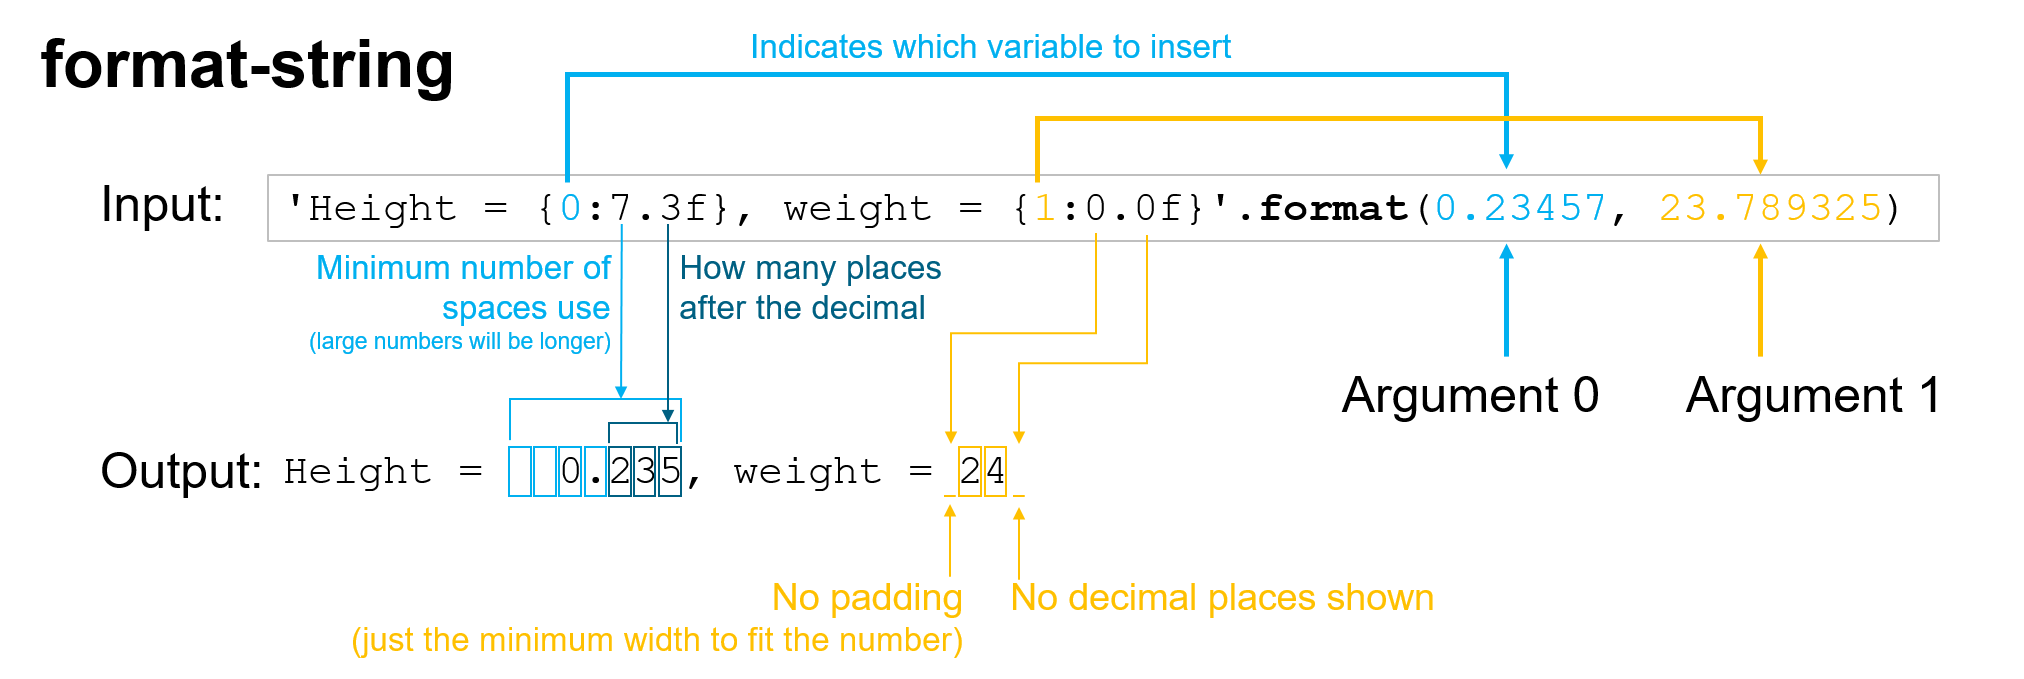 format-string
Indicates which variable to insert
Input: 'Height = {0:7.3f}, weight = {1:0.0f}'.format(0.23457, 23.789325)
Minimum number of
spaces use
(large numbers will be longer)
How many places
after the decimal
Argument 0
Argument 1
Output: Height =   0.235, weight = 24
No padding
(just the minimum width to fit the number)
No decimal places shown